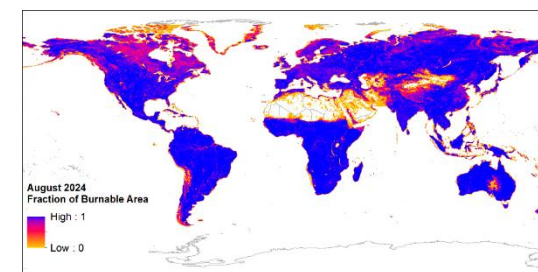 August 2024
Fraction of Burnable Area
High : 1
Low : 0